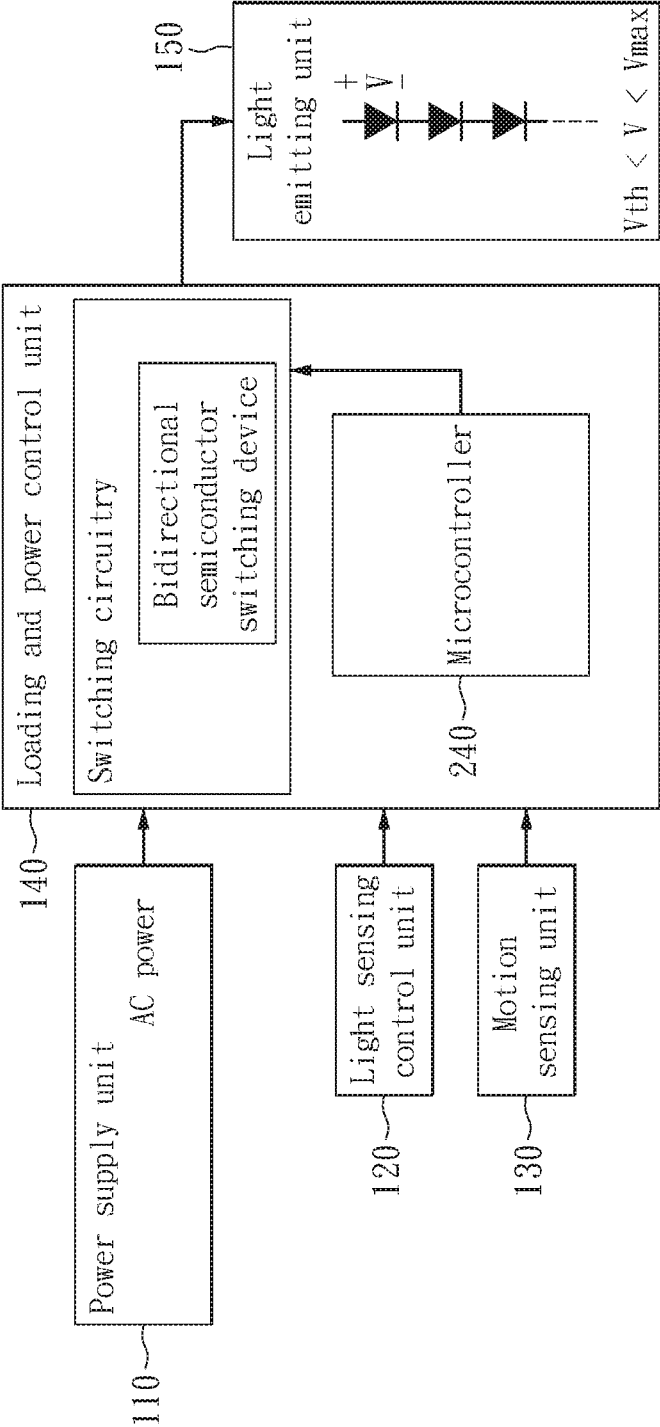 Power supply unit
AC power
110
Light sensing
control unit
120
Motion
sensing unit
130
140
Loading and power control unit
Switching circuitry
Bidirectional
semiconductor
switching device
Microcontroller
240
150
Light
emitting unit
+
V
−
Vth < V < Vmax